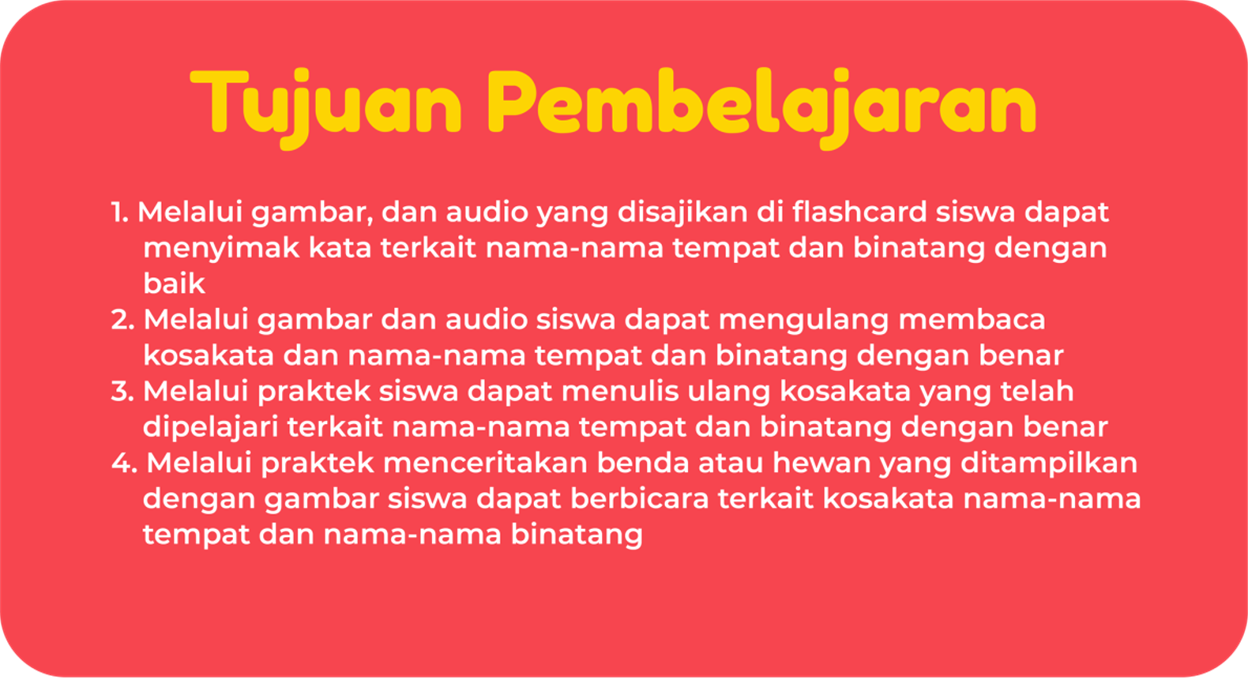 Tujuan Pembelajaran
1. Melalui gambar, dan audio yang disajikan di flashcard siswa dapat
menyimak kata terkait nama-nama tempat dan binatang dengan
baik
2. Melalui gambar dan audio siswa dapat mengulang membaca
kosakata dan nama-nama tempat dan binatang dengan benar
3. Melalui praktek siswa dapat menulis ulang kosakata yang telah
dipelajari terkait nama-nama tempat dan binatang dengan benar
4. Melalui praktek menceritakan benda atau hewan yang ditampilkan
dengan gambar siswa dapat berbicara terkait kosakata nama-nama
tempat dan nama-nama binatang